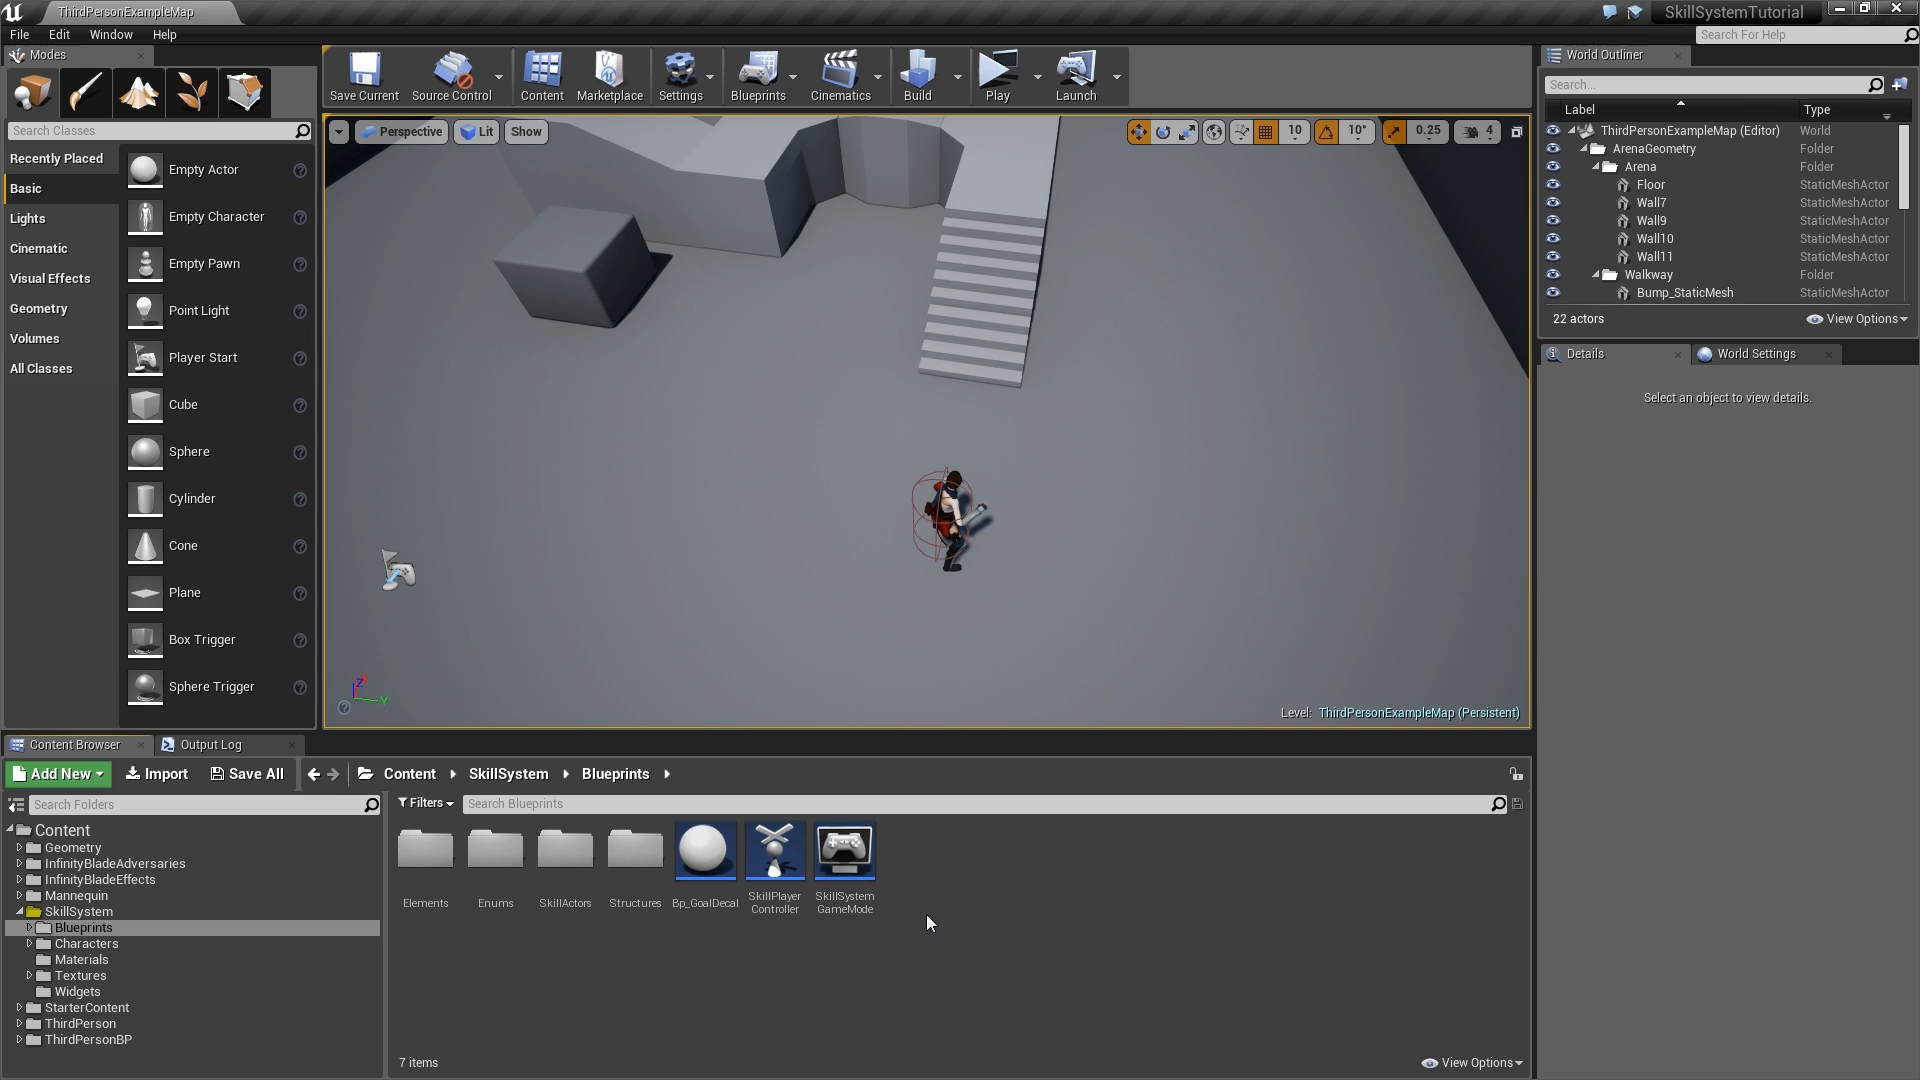 ThirdPersonExampleMap
SkillSystemTutorial
File Edit Window Help
Search For Help
Modes
Search Classes
Recently Placed
Basic
Lights
Cinematic
Visual Effects
Geometry
Volumes
All Classes
Empty Actor
Empty Character
Empty Pawn
Point Light
Player Start
Cube
Sphere
Cylinder
Cone
Plane
Box Trigger
Sphere Trigger
Save Current Source Control Content Marketplace Settings Blueprints Cinematics Build Play Launch
Perspective Lit Show
10 10° 0.25 4
Z
Y
Level: ThirdPersonExampleMap (Persistent)
World Outliner
Search...
Label Type
ThirdPersonExampleMap (Editor) World
ArenaGeometry Folder
Arena Folder
Floor StaticMeshActor
Wall7 StaticMeshActor
Wall9 StaticMeshActor
Wall10 StaticMeshActor
Wall11 StaticMeshActor
Walkway Folder
Bump_StaticMesh StaticMeshActor
22 actors View Options
Details World Settings
Select an object to view details.
Content Browser Output Log
Add New Import Save All Content SkillSystem Blueprints
Search Folders
Filters Search Blueprints
Content
Geometry
InfinityBladeAdversaries
InfinityBladeEffects
Mannequin
SkillSystem
Blueprints
Characters
Materials
Textures
Widgets
StarterContent
ThirdPerson
ThirdPersonBP
Elements
Enums
SkillActors
Structures
Bp_GoalDecal
SkillPlayer
Controller
SkillSystem
GameMode
7 items View Options